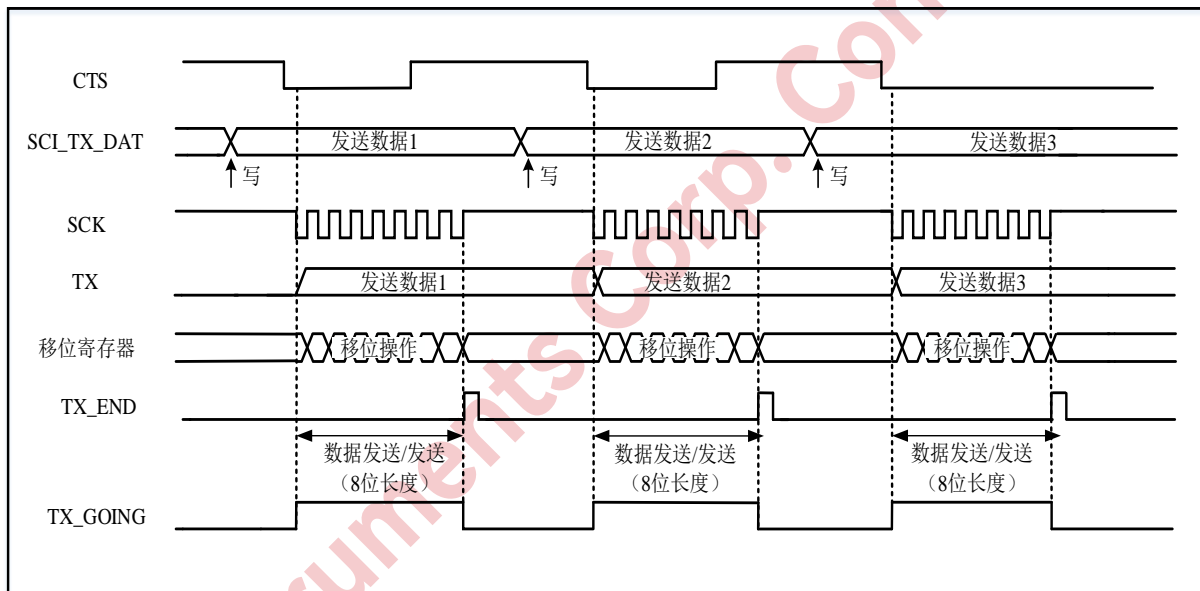 CTS
SCI_TX_DAT
发送数据1
发送数据2
发送数据3
写
写
写
SCK
TX
发送数据1
发送数据2
发送数据3
移位寄存器
移位操作
移位操作
移位操作
TX_END
数据发送/发送
(8位长度)
数据发送/发送
(8位长度)
数据发送/发送
(8位长度)
TX_GOING
uments Corp. Con